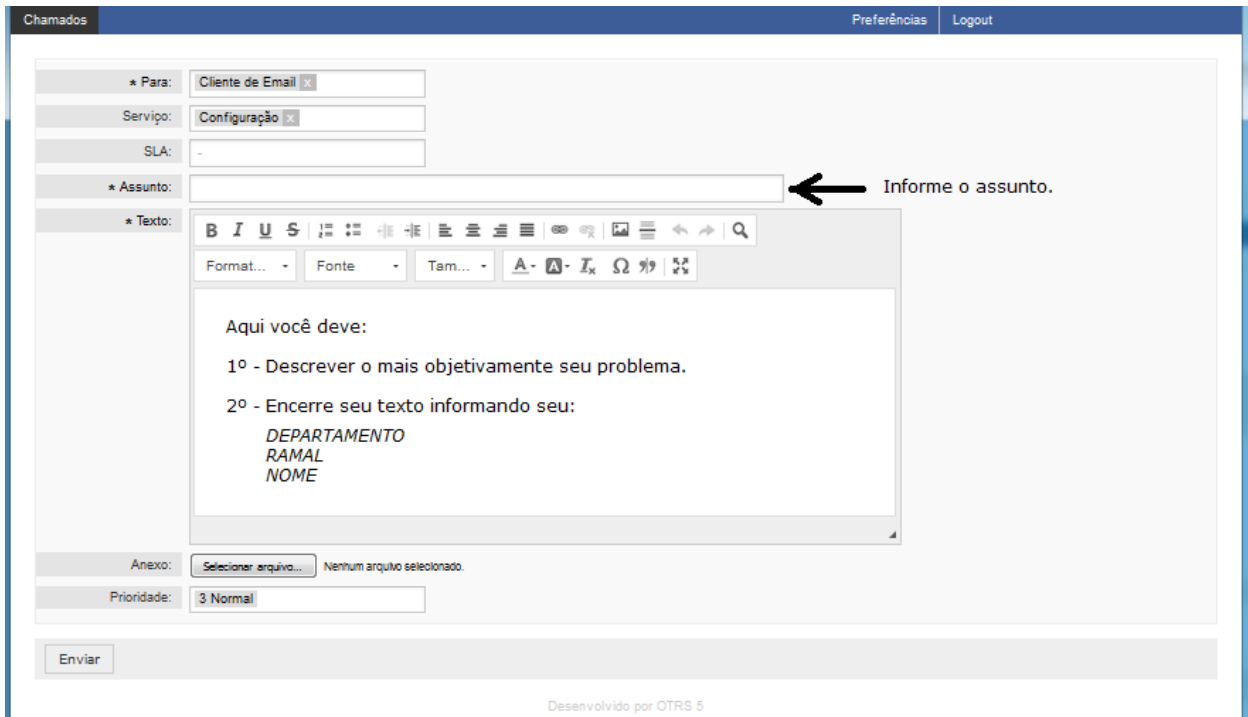 Chamados Preferências Logout
* Para: Cliente de Email x
Serviço: Configuração x
SLA: -
* Assunto: Informe o assunto.
* Texto:
B I U S
Format... Fonte Tam... A A Ix Ω
Aqui você deve:
1º - Descrever o mais objetivamente seu problema.
2º - Encerre seu texto informando seu:
DEPARTAMENTO
RAMAL
NOME
Anexo: Selecionar arquivo... Nenhum arquivo selecionado.
Prioridade: 3 Normal
Enviar
Desenvolvido por OTRS 5